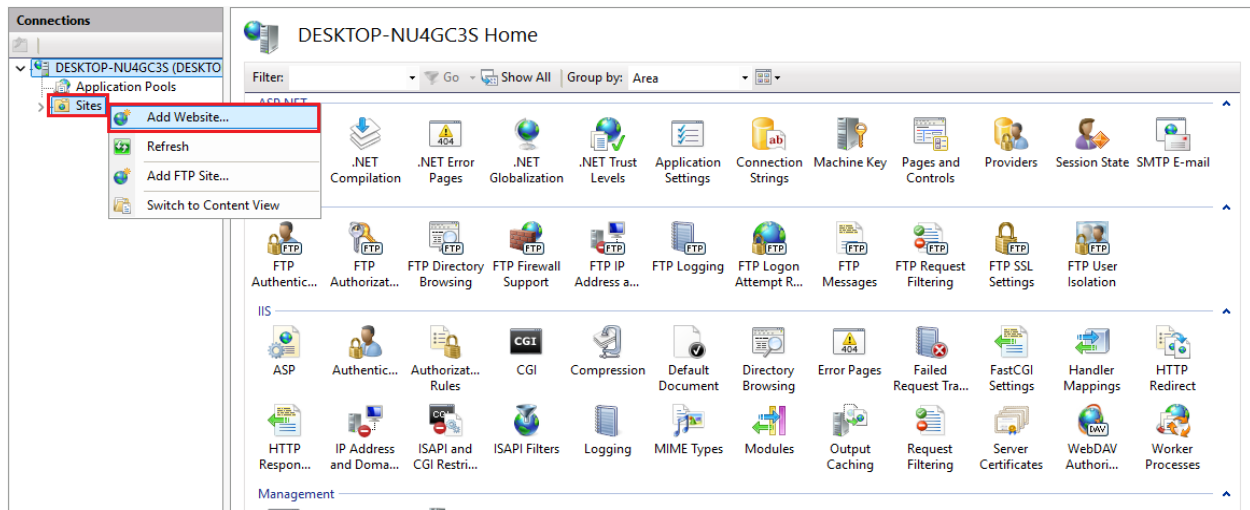 Connections
DESKTOP-NU4GC3S (DESKTO
Application Pools
Sites
Add Website...
Refresh
Add FTP Site...
Switch to Content View
DESKTOP-NU4GC3S Home
Filter:
Go
Show All
Group by:
Area
ASP.NET
.NET Compilation
.NET Error Pages
.NET Globalization
.NET Trust Levels
Application Settings
Connection Strings
Machine Key
Pages and Controls
Providers
Session State
SMTP E-mail
FTP Authentic...
FTP Authorizat...
FTP Directory Browsing
FTP Firewall Support
FTP IP Address a...
FTP Logging
FTP Logon Attempt R...
FTP Messages
FTP Request Filtering
FTP SSL Settings
FTP User Isolation
IIS
ASP
Authentic...
Authorizat... Rules
CGI
Compression
Default Document
Directory Browsing
Error Pages
Failed Request Tra...
FastCGI Settings
Handler Mappings
HTTP Redirect
HTTP Respon...
IP Address and Doma...
ISAPI and CGI Restri...
ISAPI Filters
Logging
MIME Types
Modules
Output Caching
Request Filtering
Server Certificates
WebDAV Authori...
Worker Processes
Management